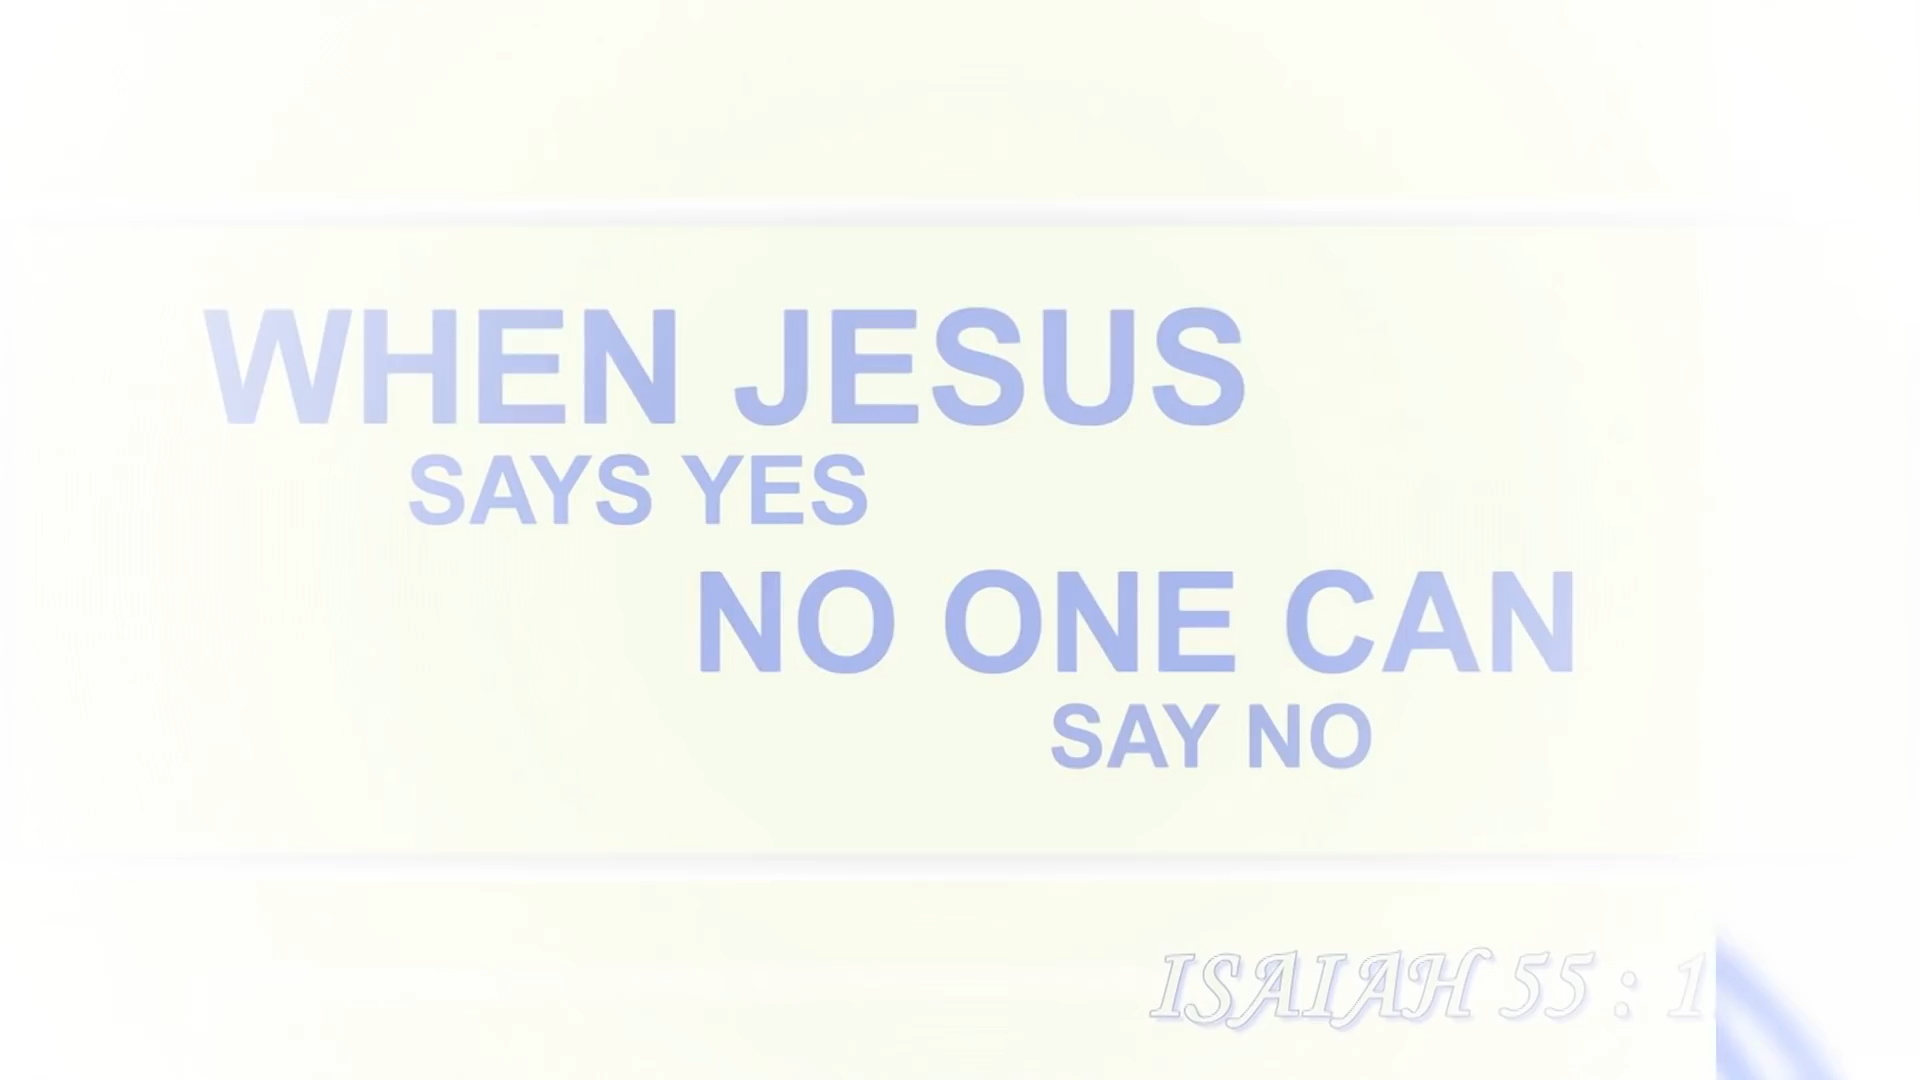 WHEN JESUS
SAYS YES
NO ONE CAN
SAY NO
ISAIAH 55 : 1